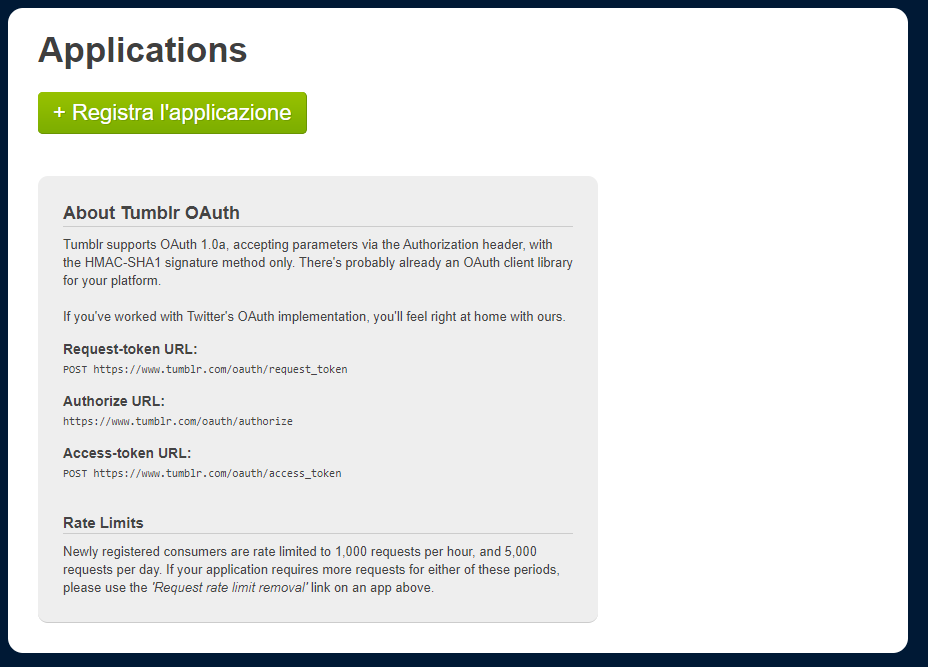 Applications
+ Registra l'applicazione
About Tumblr OAuth
Tumblr supports OAuth 1.0a, accepting parameters via the Authorization header, with
the HMAC-SHA1 signature method only. There's probably already an OAuth client library
for your platform.
If you've worked with Twitter's OAuth implementation, you'll feel right at home with ours.
Request-token URL:
POST https://www.tumblr.com/oauth/request_token
Authorize URL:
https://www.tumblr.com/oauth/authorize
Access-token URL:
POST https://www.tumblr.com/oauth/access_token
Rate Limits
Newly registered consumers are rate limited to 1,000 requests per hour, and 5,000
requests per day. If your application requires more requests for either of these periods,
please use the 'Request rate limit removal' link on an app above.